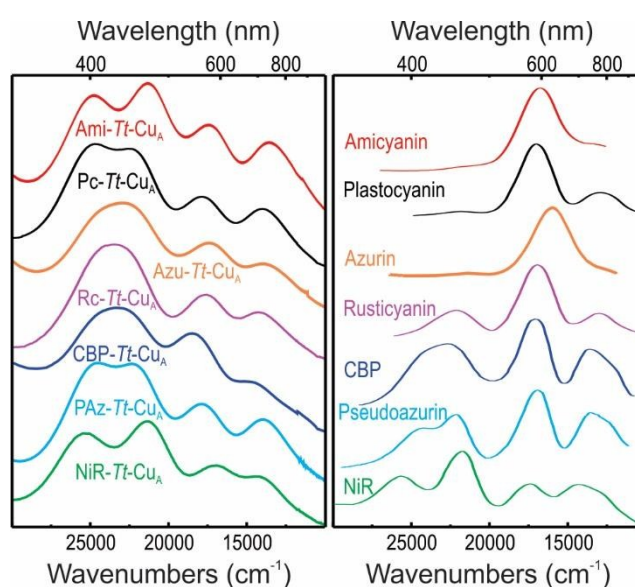 Wavelength (nm)
400 600 800
Ami-Tt-CuA
Pc-Tt-CuA
Azu-Tt-CuA
Rc-Tt-CuA
CBP-Tt-CuA
PAz-Tt-CuA
NiR-Tt-CuA
25000 20000 15000
Wavenumbers (cm⁻¹)
Wavelength (nm)
400 600 800
Amicyanin
Plastocyanin
Azurin
Rusticyanin
CBP
Pseudoazurin
NiR
25000 20000 15000
Wavenumbers (cm⁻¹)